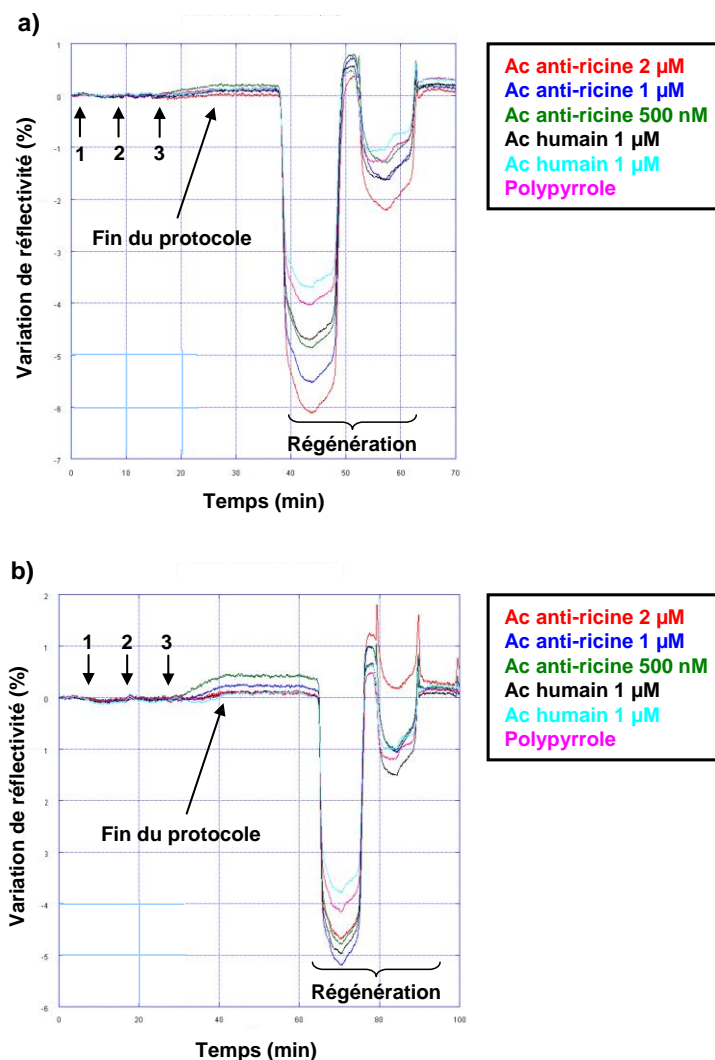 a)
Variation de réflectivité (%)
1
0
-1
-2
-3
-4
-5
-6
-7
1
2
3
Fin du protocole
Régénération
0
10
20
30
40
50
60
70
Temps (min)
Ac anti-ricine 2 µM
Ac anti-ricine 1 µM
Ac anti-ricine 500 nM
Ac humain 1 µM
Ac humain 1 µM
Polypyrrole
b)
Variation de réflectivité (%)
2
1
0
1
2
3
-4
-5
-6
1
2
3
Fin du protocole
Régénération
0
20
40
60
80
100
Temps (min)
Ac anti-ricine 2 µM
Ac anti-ricine 1 µM
Ac anti-ricine 500 nM
Ac humain 1 µM
Ac humain 1 µM
Polypyrrole